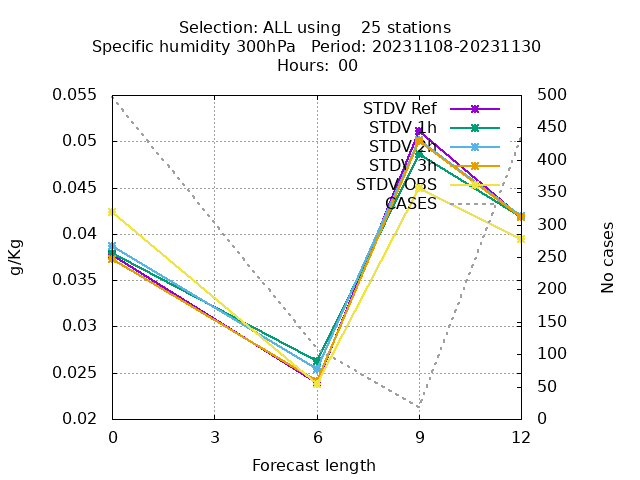 Selection: ALL using    25 stations
Specific humidity 300hPa   Period: 20231108-20231130
Hours:  00
0.055
0.05
0.045
0.04
0.035
0.03
0.025
0.02
g/Kg
500
450
400
350
300
250
200
150
100
50
0
No cases
STDV Ref
STDV 1h
STDV 2h
STDV 3h
STDV OBS
CASES
0
3
6
9
12
Forecast length